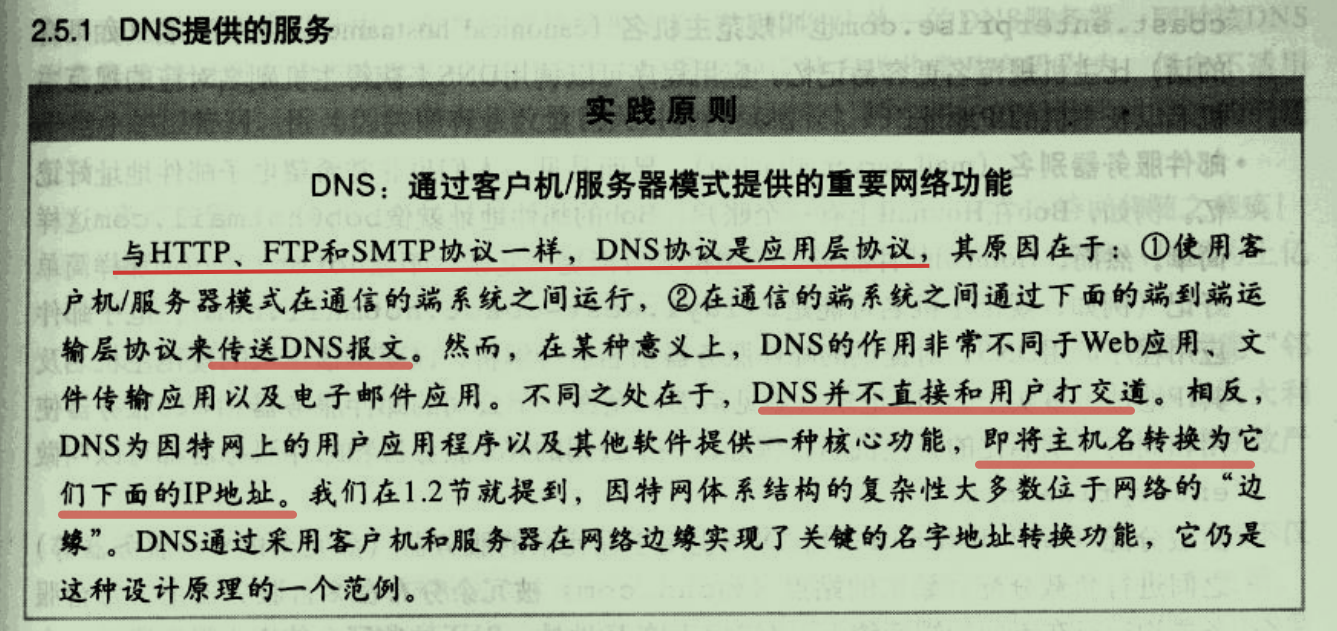 2.5.1 DNS提供的服务
实践原则
DNS：通过客户机/服务器模式提供的重要网络功能
与HTTP、FTP和SMTP协议一样，DNS协议是应用层协议，其原因在于：①使用客
户机/服务器模式在通信的端系统之间运行，②在通信的端系统之间通过下面的端到端运
输层协议来传送DNS报文。然而，在某种意义上，DNS的作用非常不同于Web应用、文
件传输应用以及电子邮件应用。不同之处在于，DNS并不直接和用户打交道。相反，
DNS为因特网上的用户应用程序以及其他软件提供一种核心功能，即将主机名转换为它
们下面的IP地址。我们在1.2节就提到，因特网体系结构的复杂性大多数位于网络的“边
缘”。DNS通过采用客户机和服务器在网络边缘实现了关键的名字地址转换功能，它仍是
这种设计原理的一个范例。